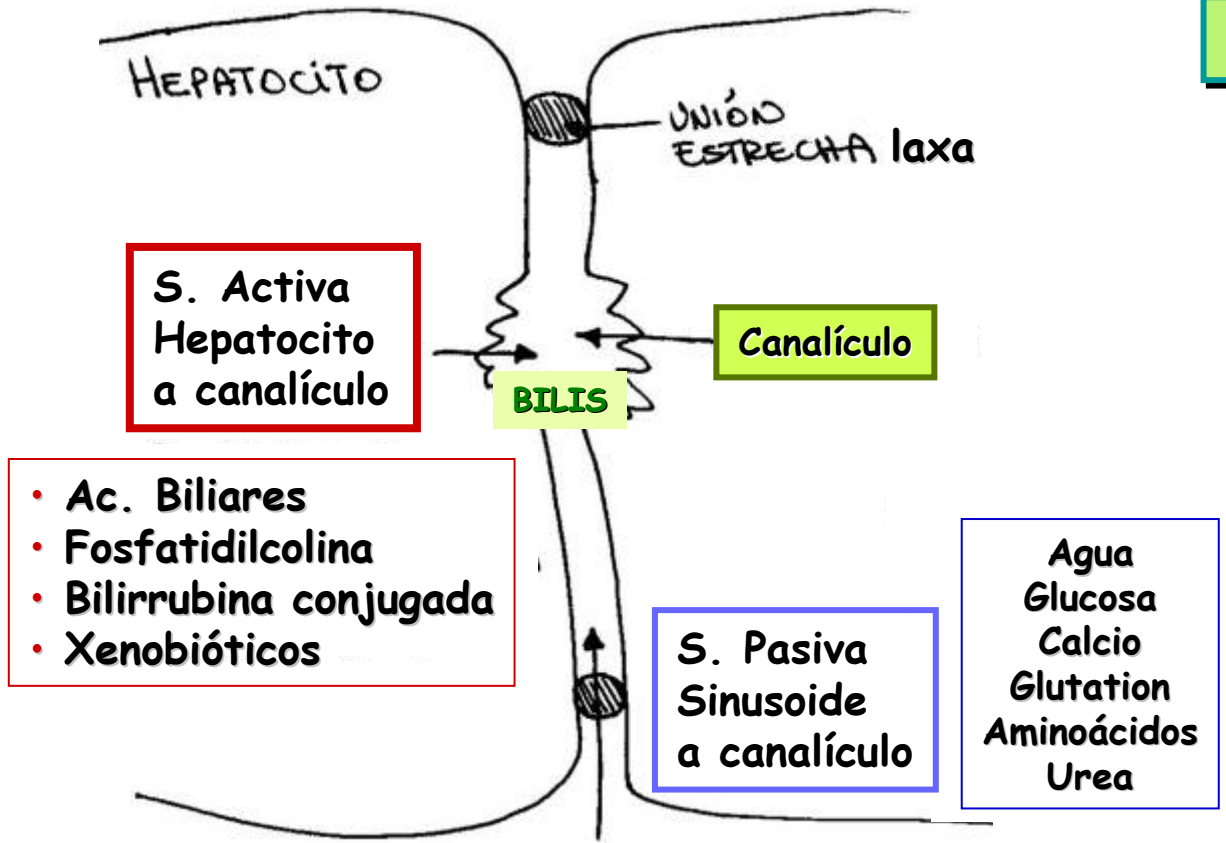 HEPATOCITO
UNIÓN
ESTRECHA laxa
S. Activa
Hepatocito
a canalículo
Canalículo
BILIS
• Ac. Biliares
• Fosfatidilcolina
• Bilirrubina conjugada
• Xenobióticos
S. Pasiva
Sinusoide
a canalículo
Agua
Glucosa
Calcio
Glutation
Aminoácidos
Urea